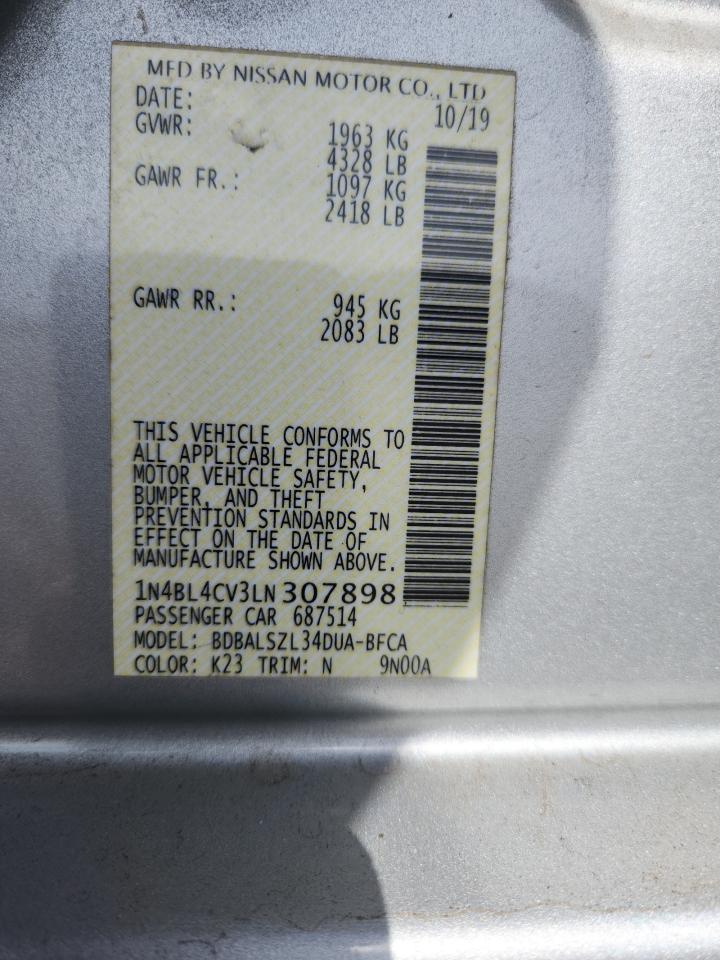 MFD BY NISSAN MOTOR CO., LTD
DATE: 10/19
GVWR: 1963 KG
4328 LB
GAWR FR.: 1097 KG
2418 LB
GAWR RR.: 945 KG
2083 LB
THIS VEHICLE CONFORMS TO
ALL APPLICABLE FEDERAL
MOTOR VEHICLE SAFETY,
BUMPER, AND THEFT
PREVENTION STANDARDS IN
EFFECT ON THE DATE OF
MANUFACTURE SHOWN ABOVE.
1N4BL4CV3LN307898
PASSENGER CAR 687514
MODEL: BDBALSZL34DUA-BFCA
COLOR: K23 TRIM: N 9N00A